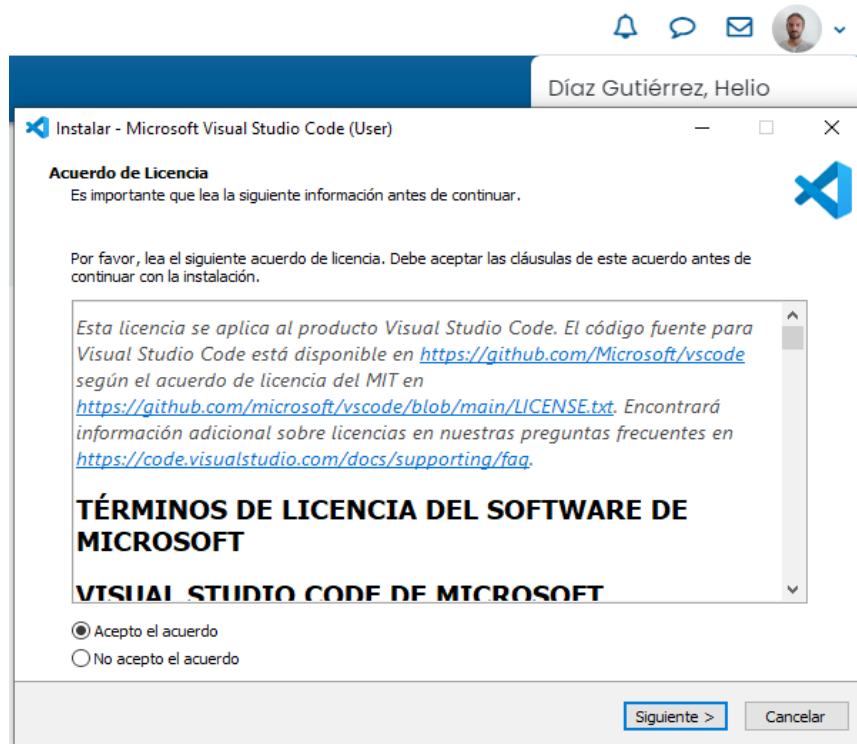 Díaz Gutiérrez, Helio
Instalar - Microsoft Visual Studio Code (User)
Acuerdo de Licencia
Es importante que lea la siguiente información antes de continuar.
Por favor, lea el siguiente acuerdo de licencia. Debe aceptar las cláusulas de este acuerdo antes de
continuar con la instalación.
Esta licencia se aplica al producto Visual Studio Code. El código fuente para
Visual Studio Code está disponible en https://github.com/Microsoft/vscode
según el acuerdo de licencia del MIT en
https://github.com/microsoft/vscode/blob/main/LICENSE.txt. Encontrará
información adicional sobre licencias en nuestras preguntas frecuentes en
https://code.visualstudio.com/docs/supporting/faq.
TÉRMINOS DE LICENCIA DEL SOFTWARE DE
MICROSOFT
VISUAL STUDIO CODE DE MICROSOFT
Acepto el acuerdo
No acepto el acuerdo
Siguiente >
Cancelar